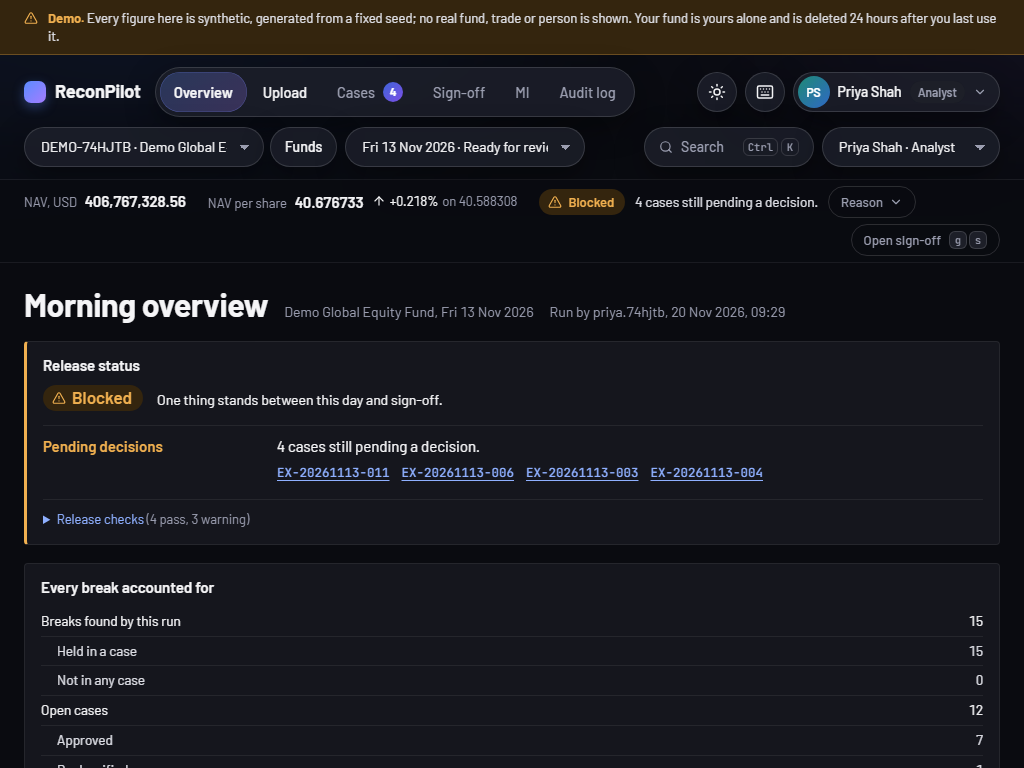 Demo. Every figure here is synthetic, generated from a fixed seed; no real fund, trade or person is shown. Your fund is yours alone and is deleted 24 hours after you last use
it.
ReconPilot
Overview
Upload
Cases 4
Sign-off
MI
Audit log
PS Priya Shah Analyst
DEMO-74HJTB · Demo Global E
Funds
Fri 13 Nov 2026 · Ready for revie
Search Ctrl K
Priya Shah · Analyst
NAV, USD 406,767,328.56
NAV per share 40.676733 ↑ +0.218% on 40.588308
Blocked 4 cases still pending a decision.
Reason
Open sign-off g s
Morning overview
Demo Global Equity Fund, Fri 13 Nov 2026
Run by priya.74hjtb, 20 Nov 2026, 09:29
Release status
Blocked One thing stands between this day and sign-off.
Pending decisions
4 cases still pending a decision.
EX-20261113-011 EX-20261113-006 EX-20261113-003 EX-20261113-004
Release checks (4 pass, 3 warning)
Every break accounted for
Breaks found by this run 15
Held in a case 15
Not in any case 0
Open cases 12
Approved 7